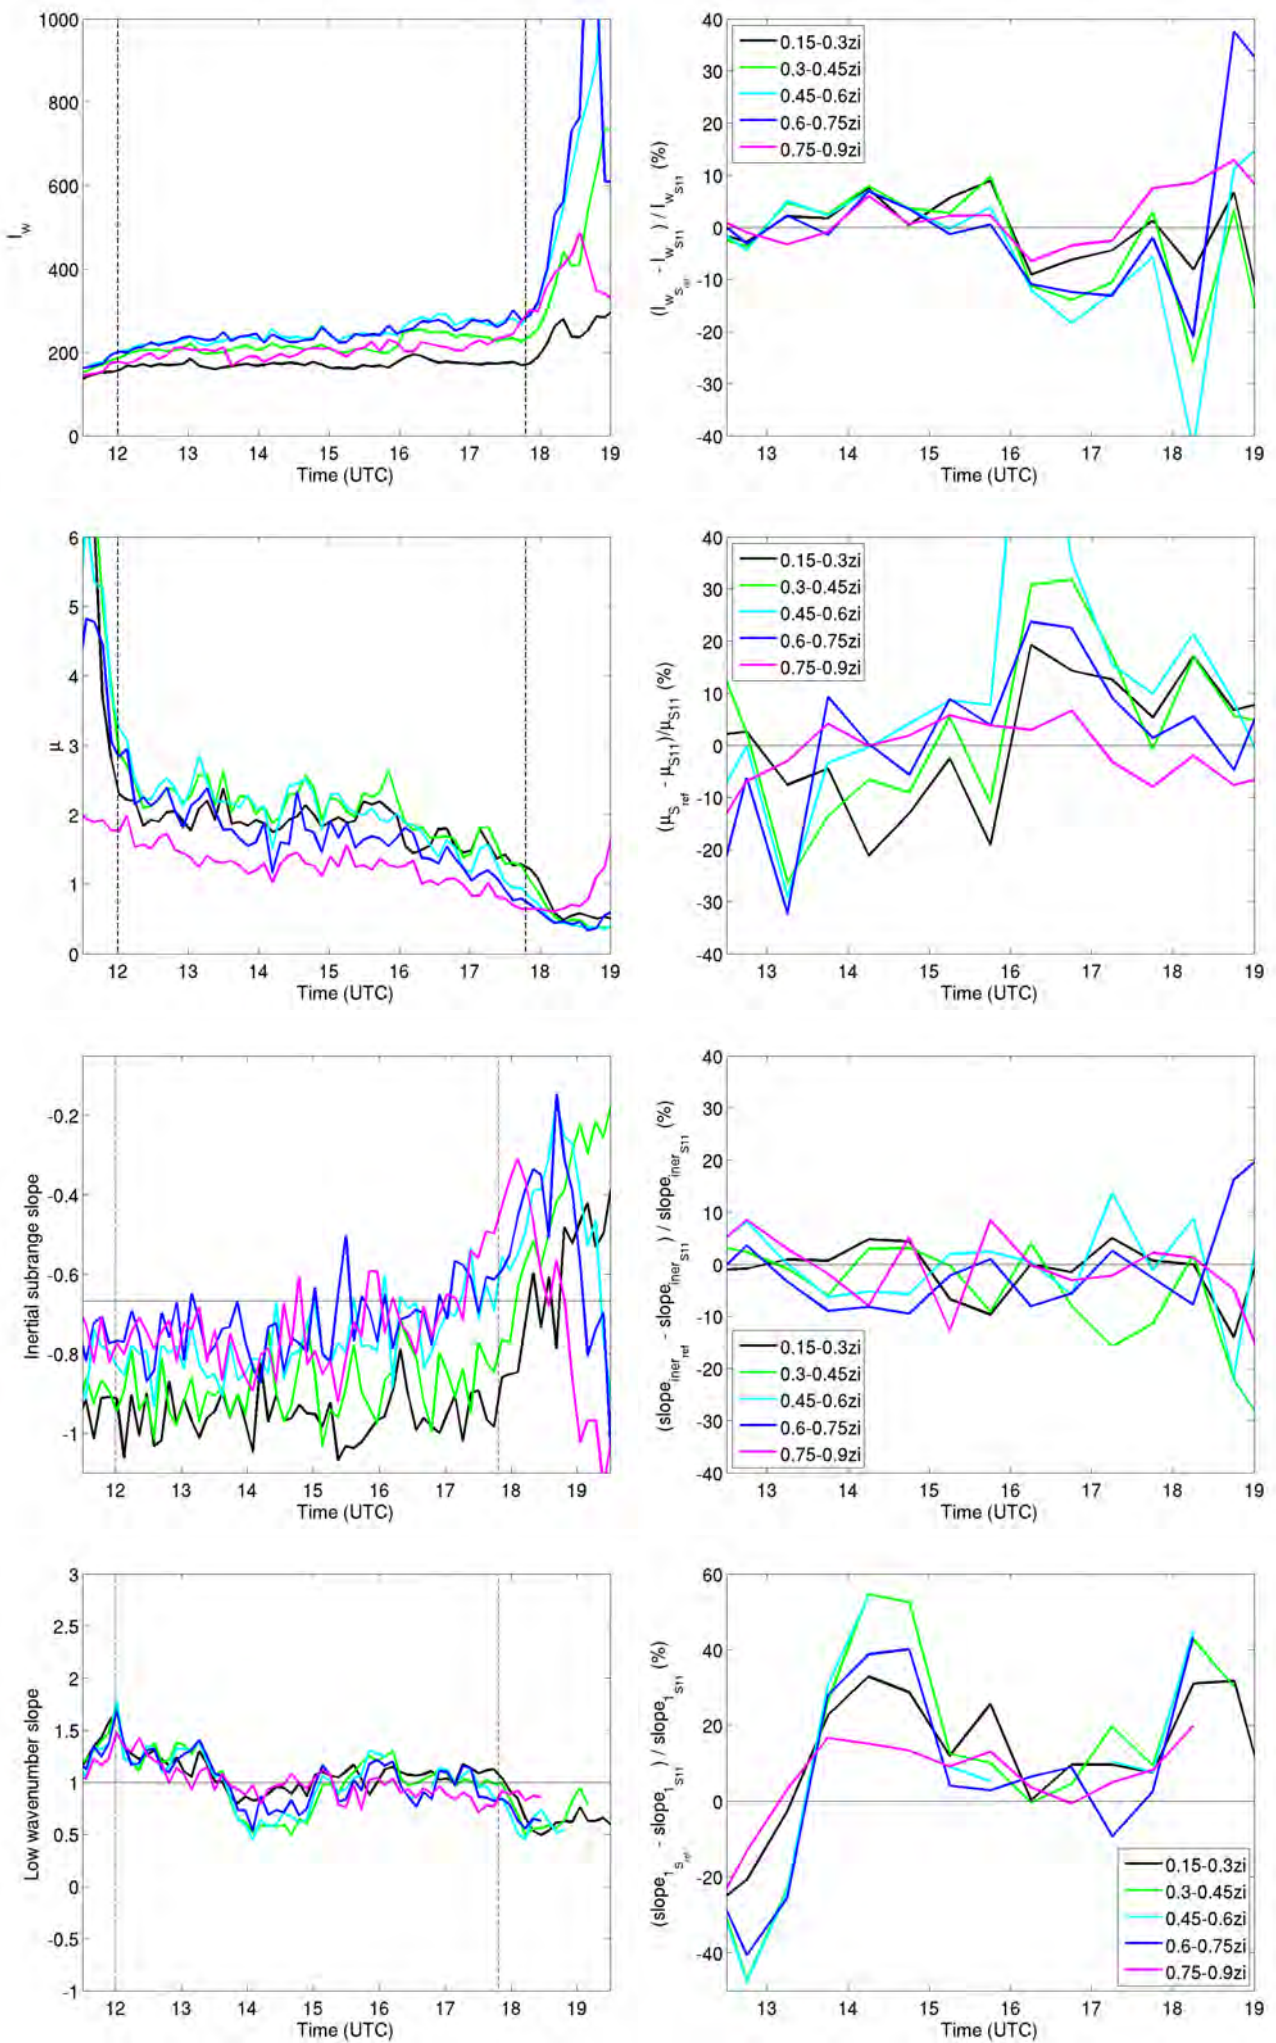 1000
800
600
400
200
0
I_w
12 13 14 15 16 17 18 19
Time (UTC)
40
30
20
10
0
-10
-20
-30
-40
(I_w_S_ref - I_w_S11) / I_w_S11 (%)
0.15-0.3zi
0.3-0.45zi
0.45-0.6zi
0.6-0.75zi
0.75-0.9zi
13 14 15 16 17 18 19
Time (UTC)
6
5
4
3
2
1
0
μ
12 13 14 15 16 17 18 19
Time (UTC)
40
30
20
10
0
-10
-20
-30
-40
(μ_S_ref - μ_S11)/μ_S11 (%)
0.15-0.3zi
0.3-0.45zi
0.45-0.6zi
0.6-0.75zi
0.75-0.9zi
13 14 15 16 17 18 19
Time (UTC)
-0.2
-0.4
-0.6
-0.8
-1
Inertial subrange slope
12 13 14 15 16 17 18 19
Time (UTC)
40
30
20
10
0
-10
-20
-30
-40
(slope_iner_ref - slope_iner_S11) / slope_iner_S11 (%)
0.15-0.3zi
0.3-0.45zi
0.45-0.6zi
0.6-0.75zi
0.75-0.9zi
13 14 15 16 17 18 19
Time (UTC)
3
2.5
2
1.5
1
0.5
0
-0.5
-1
Low wavenumber slope
12 13 14 15 16 17 18 19
Time (UTC)
60
40
20
0
-20
-40
(slope_1_S_ref - slope_1_S11) / slope_1_S11 (%)
0.15-0.3zi
0.3-0.45zi
0.45-0.6zi
0.6-0.75zi
0.75-0.9zi
13 14 15 16 17 18 19
Time (UTC)